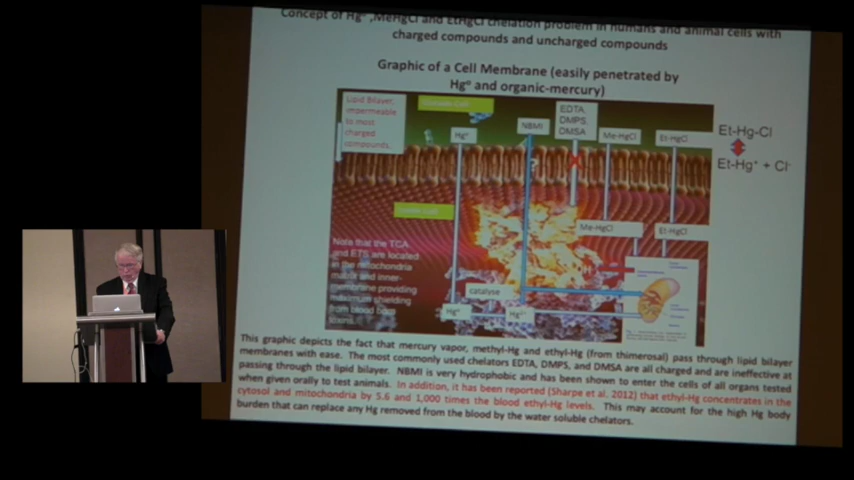 Concept of Hg°, MeHgCl and EtHgCl chelation problem in humans and animal cells with
charged compounds and uncharged compounds
Graphic of a Cell Membrane (easily penetrated by
Hg° and organic-mercury)
Lipid Bilayer,
impermeable
to most
charged
compounds.
Outside Cell
Hg°
NBMI
EDTA,
DMPS,
DMSA
Me-HgCl
Et-HgCl
Et-Hg-Cl
Et-Hg⁺ + Cl⁻
Inside Cell
Me-HgCl
Et-HgCl
Note that the TCA
and ETS are located
in the mitochondria
matrix and inner-
membrane providing
maximum shielding
from blood born
catalyse
Hg°
Hg²⁺
This graphic depicts the fact that mercury vapor, methyl-Hg and ethyl-Hg (from thimerosal) pass through lipid bilayer
membranes with ease. The most commonly used chelators EDTA, DMPS, and DMSA are all charged and are ineffective at
passing through the lipid bilayer. NBMI is very hydrophobic and has been shown to enter the cells of all organs tested
when given orally to test animals. In addition, it has been reported (Sharpe et al. 2012) that ethyl-Hg concentrates in the
cytosol and mitochondria by 5.6 and 1,000 times the blood ethyl-Hg levels. This may account for the high Hg body
burden that can replace any Hg removed from the blood by the water soluble chelators.